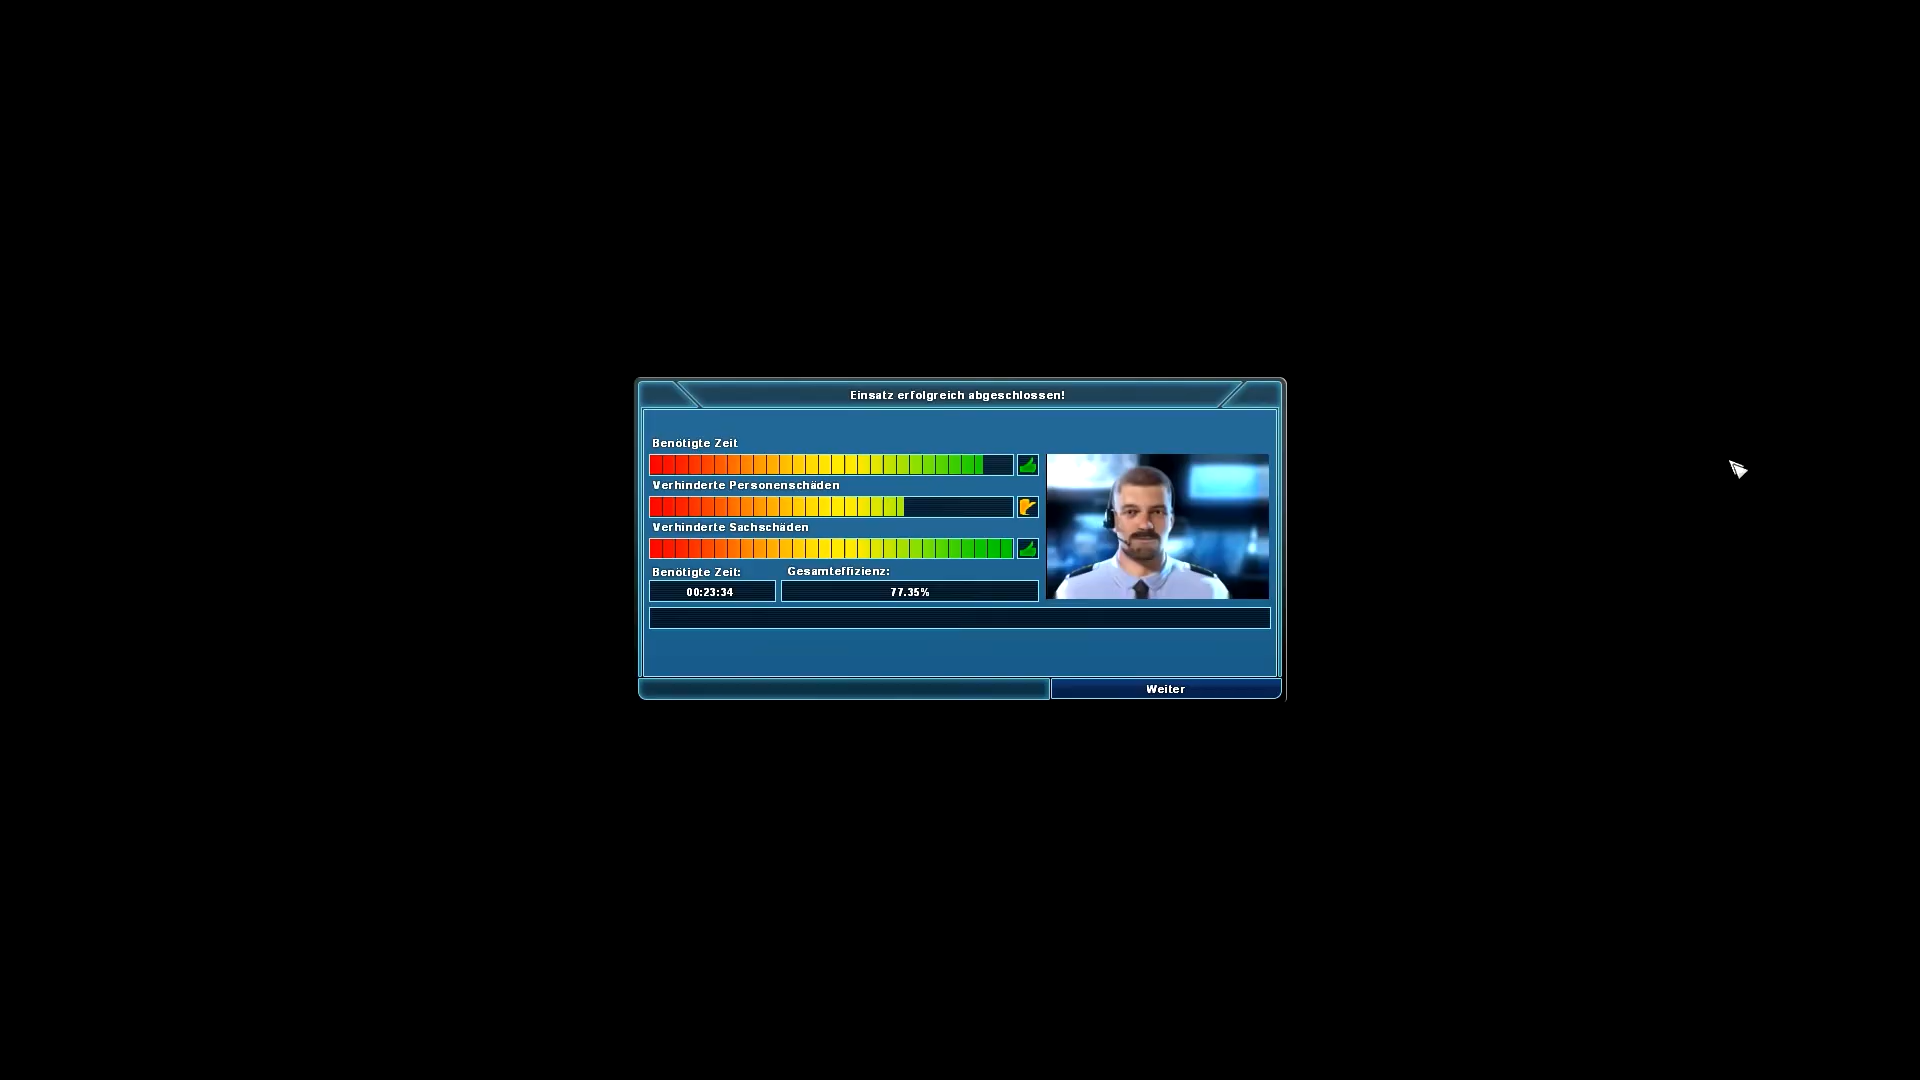 Einsatz erfolgreich abgeschlossen!
Benötigte Zeit
Verhinderte Personenschäden
Verhinderte Sachschäden
Benötigte Zeit: Gesamteffizienz:
00:23:34 77.35%
Weiter